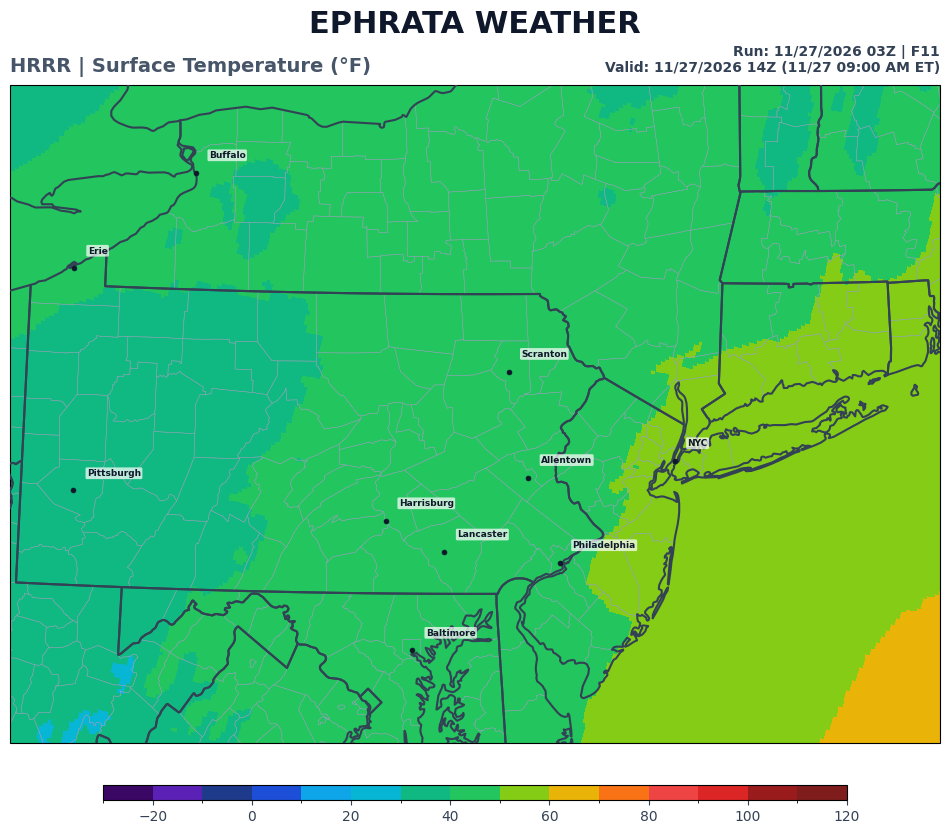 EPHRATA WEATHER
HRRR | Surface Temperature (°F)
Run: 11/27/2026 03Z | F11
Valid: 11/27/2026 14Z (11/27 09:00 AM ET)
Buffalo
Erie
Scranton
NYC
Allentown
Pittsburgh
Harrisburg
Lancaster
Philadelphia
Baltimore
−20 0 20 40 60 80 100 120